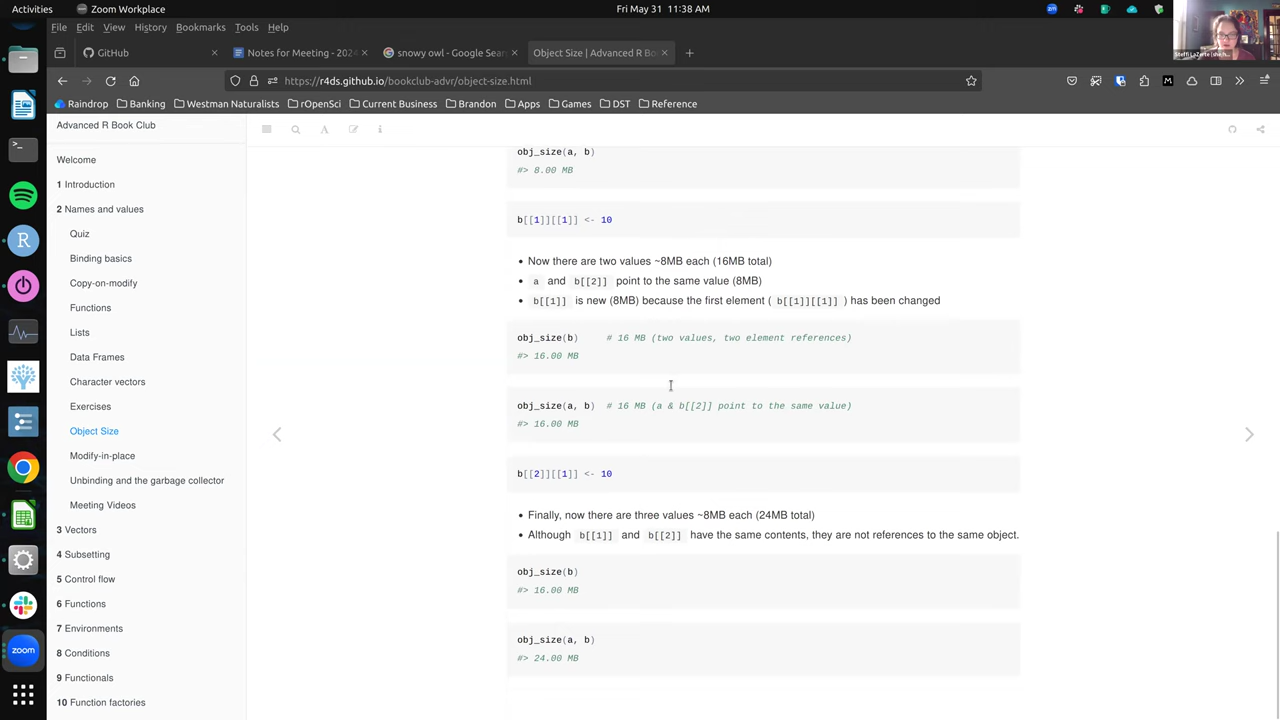 Activities
Zoom Workplace
Fri May 31 11:38 AM
File Edit View History Bookmarks Tools Help
GitHub
Notes for Meeting - 2024
snowy owl - Google Sear
Object Size | Advanced R Bo
https://r4ds.github.io/bookclub-advr/object-size.html
Raindrop Banking Westman Naturalists rOpenSci Current Business Brandon Apps Games DST Reference
Advanced R Book Club
Welcome
1 Introduction
2 Names and values
Quiz
Binding basics
Copy-on-modify
Functions
Lists
Data Frames
Character vectors
Exercises
Object Size
Modify-in-place
Unbinding and the garbage collector
Meeting Videos
3 Vectors
4 Subsetting
5 Control flow
6 Functions
7 Environments
8 Conditions
9 Functionals
10 Function factories
obj_size(a, b)
#> 8.00 MB
b[[1]][[1]] <- 10
• Now there are two values ~8MB each (16MB total)
• a and b[[2]] point to the same value (8MB)
• b[[1]] is new (8MB) because the first element ( b[[1]][[1]] ) has been changed
obj_size(b) # 16 MB (two values, two element references)
#> 16.00 MB
obj_size(a, b) # 16 MB (a & b[[2]] point to the same value)
#> 16.00 MB
b[[2]][[1]] <- 10
• Finally, now there are three values ~8MB each (24MB total)
• Although b[[1]] and b[[2]] have the same contents, they are not references to the same object.
obj_size(b)
#> 16.00 MB
obj_size(a, b)
#> 24.00 MB
zoom